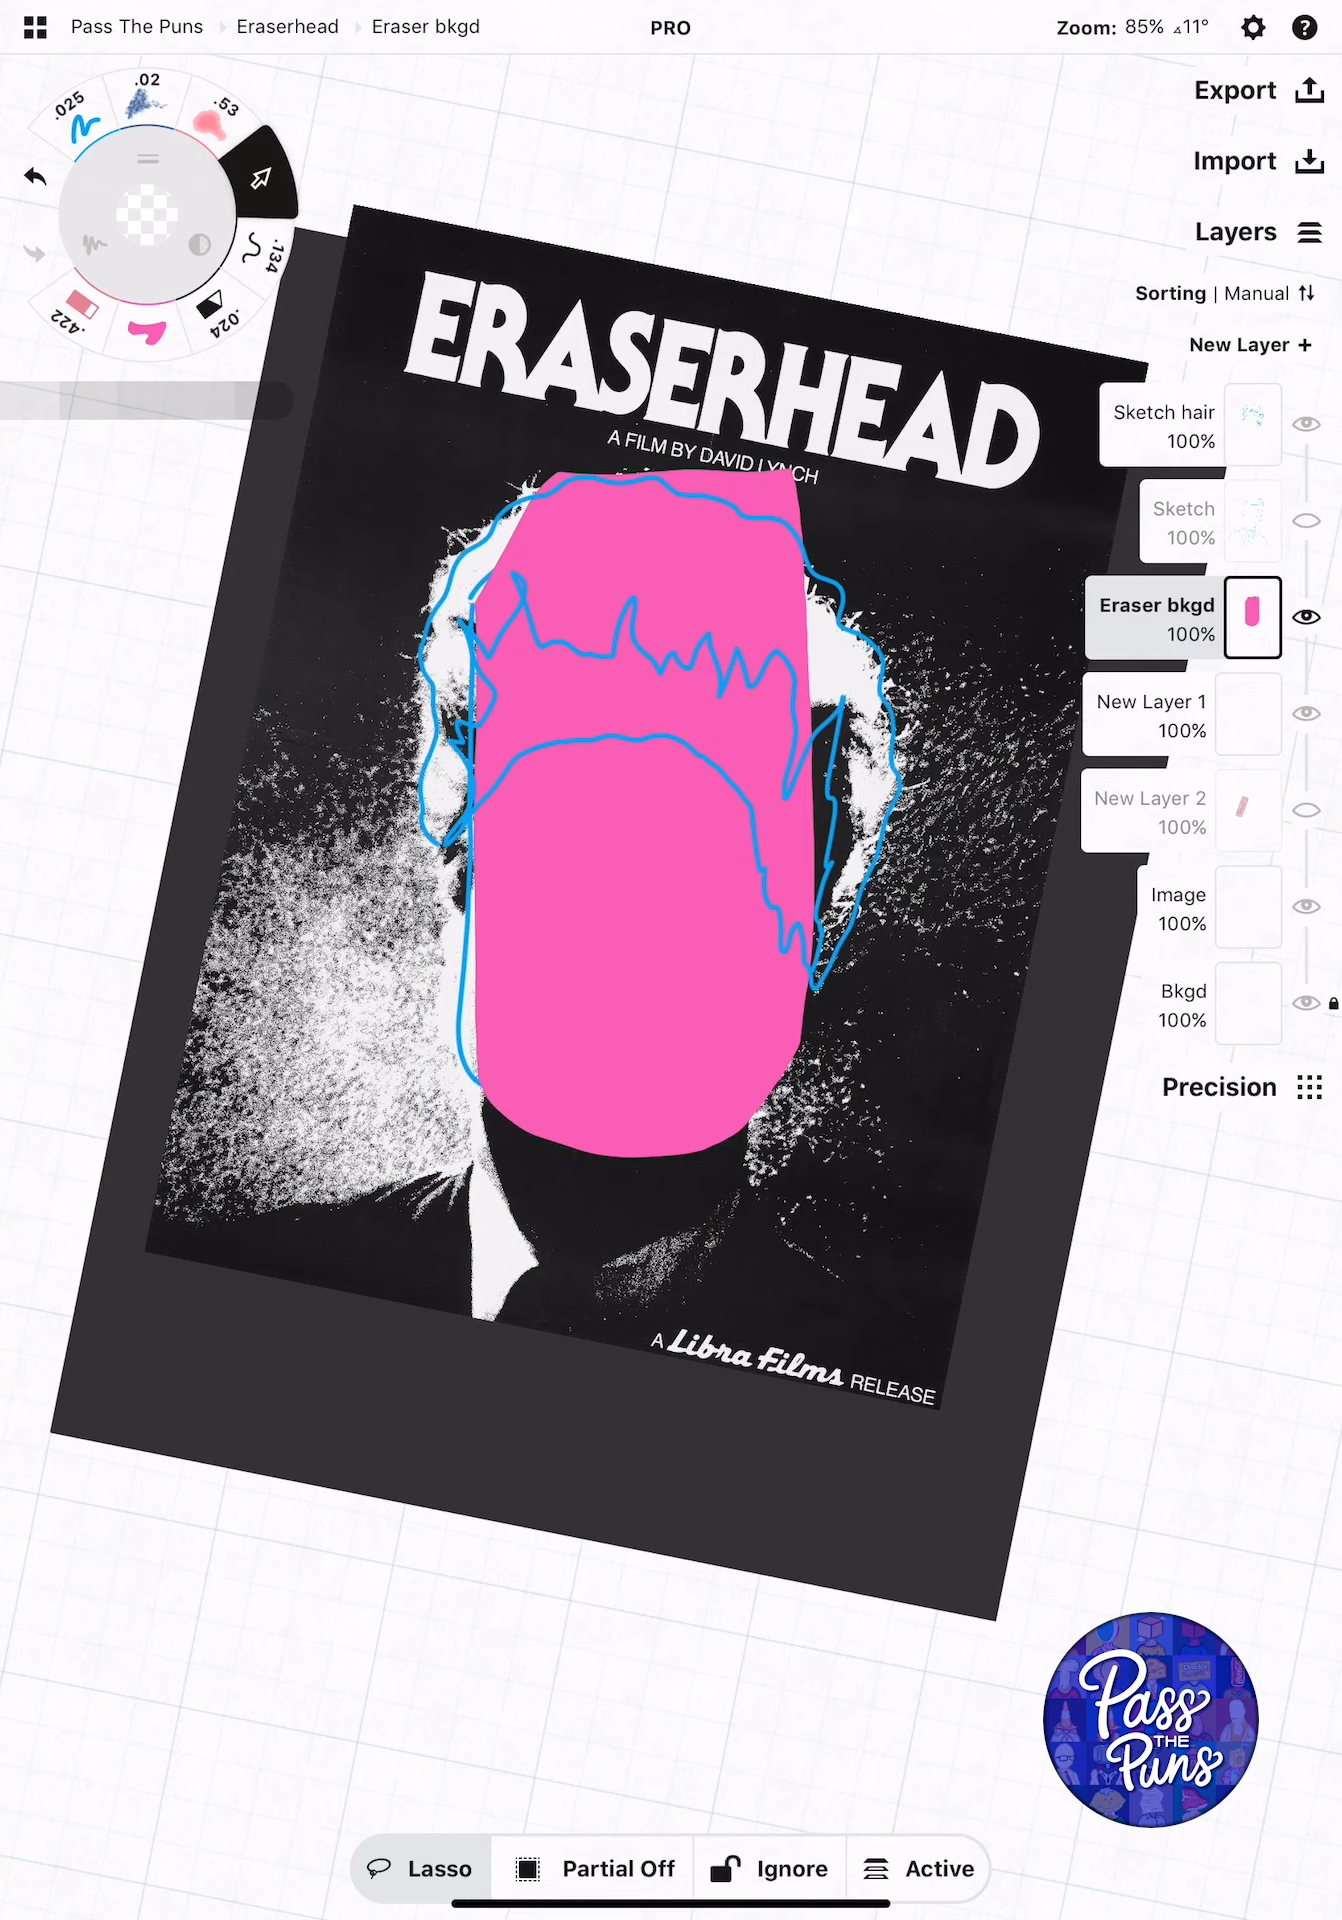 Pass The Puns Eraserhead Eraser bkgd
PRO
Zoom: 85% ⊿11°
.025
.02
.53
.134
.024
.422
Export
Import
Layers
Sorting | Manual
New Layer +
Sketch hair
100%
Sketch
100%
Eraser bkgd
100%
New Layer 1
100%
New Layer 2
100%
Image
100%
Bkgd
100%
Precision
ERASERHEAD
A FILM BY DAVID LYNCH
A Libra Films RELEASE
Pass
THE
Puns
Lasso
Partial Off
Ignore
Active